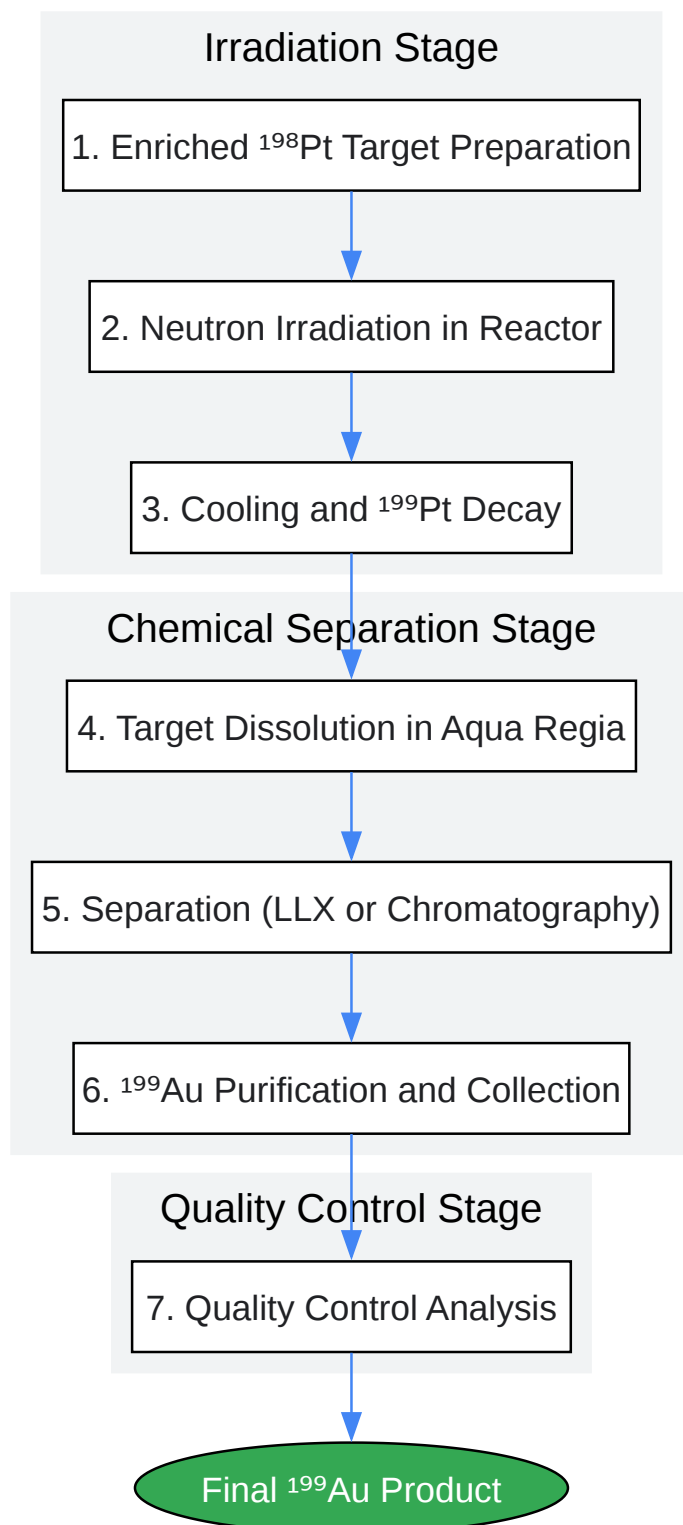 Irradiation Stage
1. Enriched ¹⁹⁸Pt Target Preparation
2. Neutron Irradiation in Reactor
3. Cooling and ¹⁹⁹Pt Decay
Chemical Separation Stage
4. Target Dissolution in Aqua Regia
5. Separation (LLX or Chromatography)
6. ¹⁹⁹Au Purification and Collection
Quality Control Stage
7. Quality Control Analysis
Final ¹⁹⁹Au Product